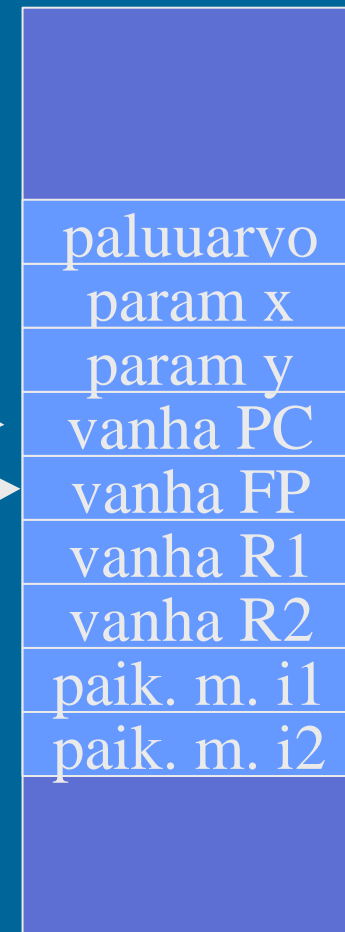 paluuarvo
param x
param y
vanha PC
vanha FP
vanha R1
vanha R2
paik. m. i1
paik. m. i2